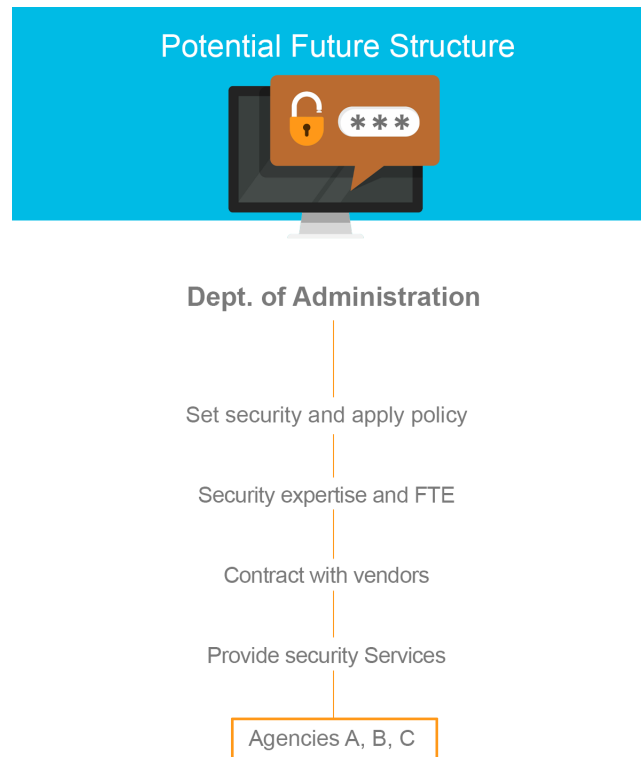 Potential Future Structure
***
Dept. of Administration
Set security and apply policy
Security expertise and FTE
Contract with vendors
Provide security Services
Agencies A, B, C